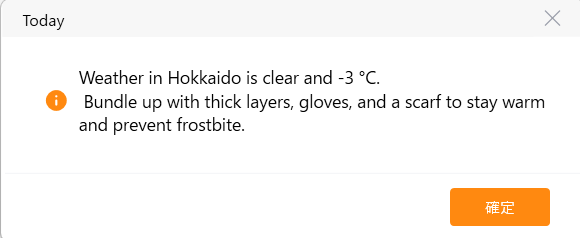 Today
Weather in Hokkaido is clear and -3 °C.
Bundle up with thick layers, gloves, and a scarf to stay warm
and prevent frostbite.
確定